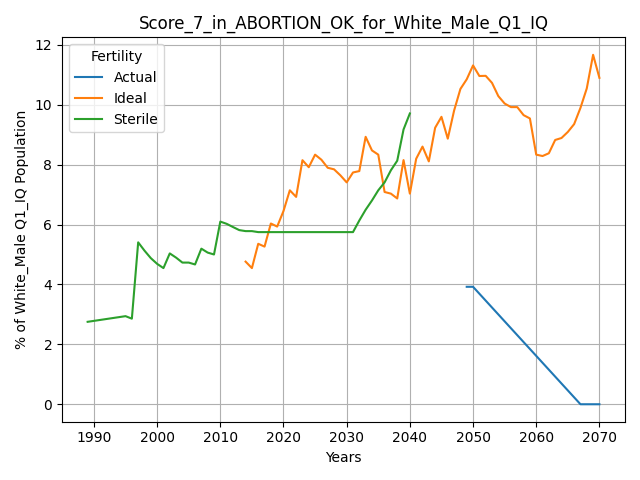 Score_7_in_ABORTION_OK_for_White_Male_Q1_IQ
Fertility
Actual
Ideal
Sterile
% of White_Male Q1_IQ Population
12
10
8
6
4
2
0
1990 2000 2010 2020 2030 2040 2050 2060 2070
Years